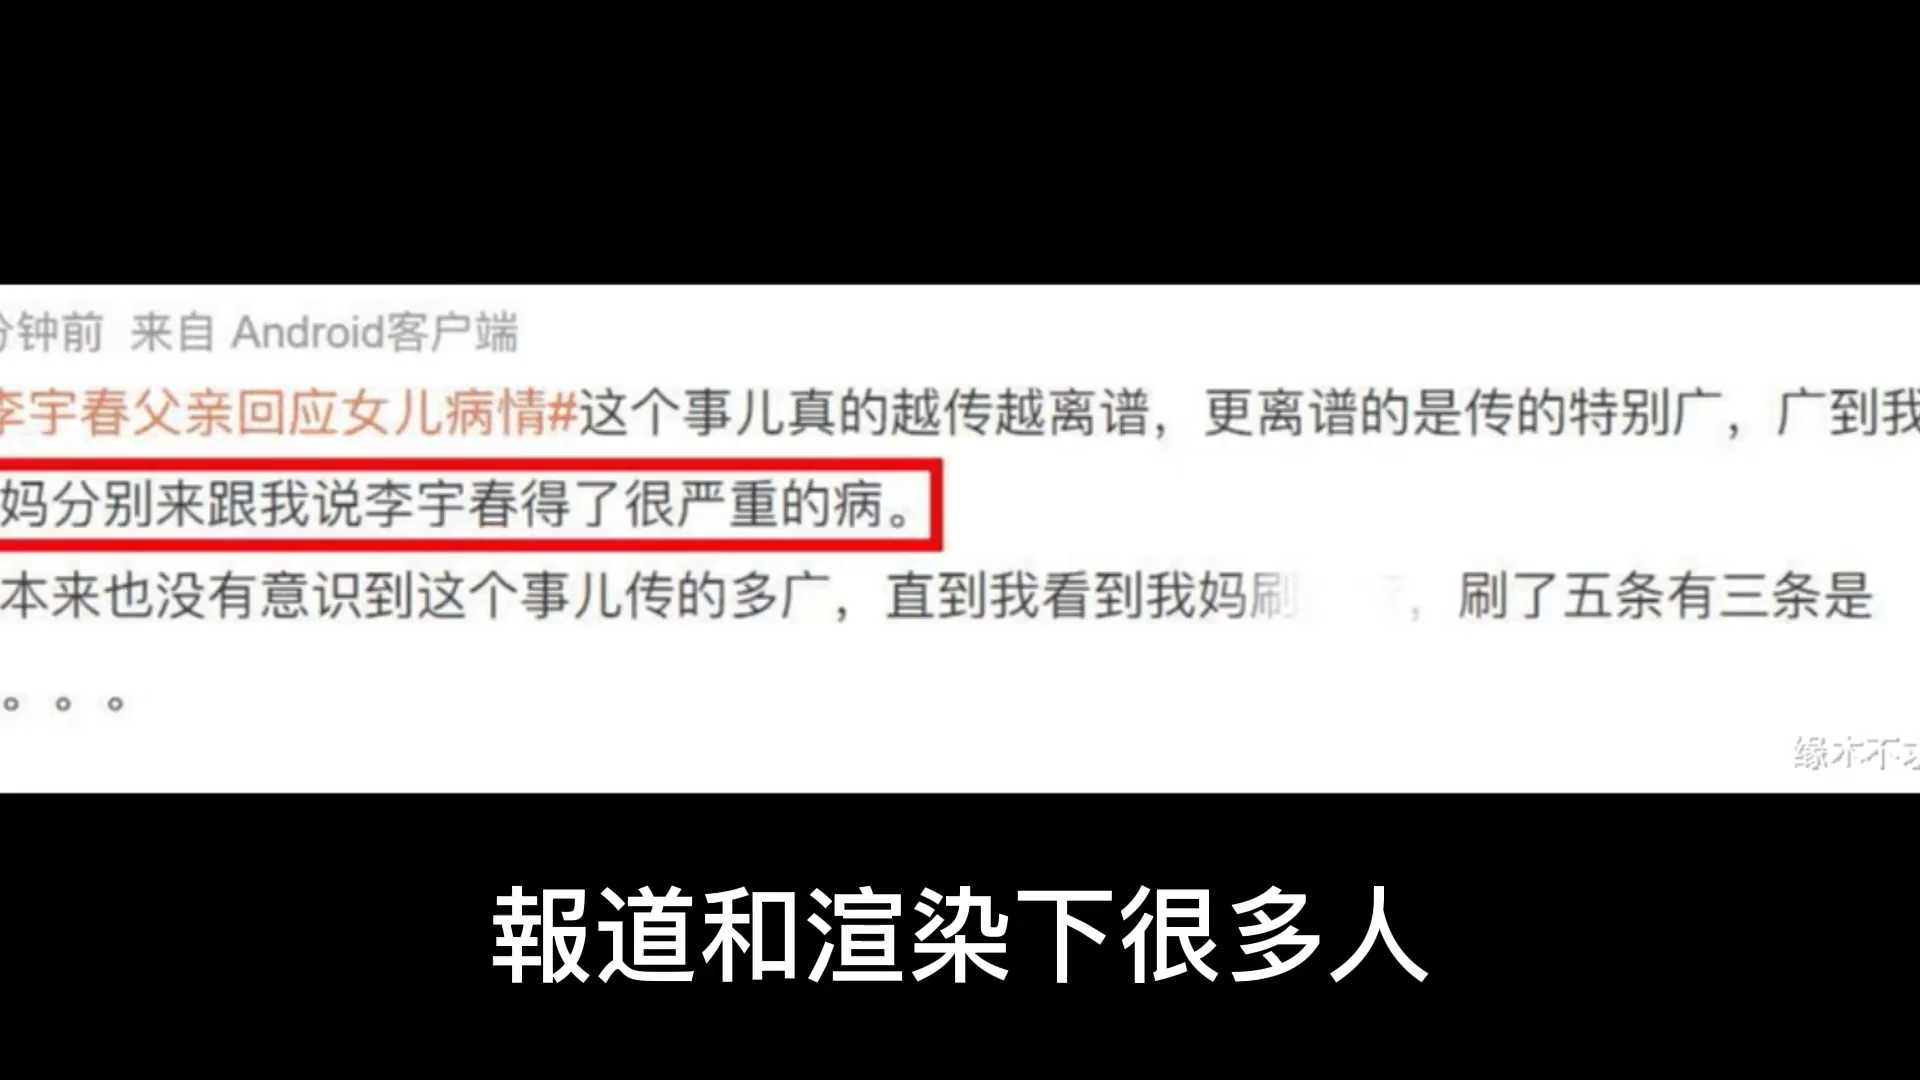 分钟前 来自 Android客户端
李宇春父亲回应女儿病情#这个事儿真的越传越离谱，更离谱的是传的特别广，广到我
妈分别来跟我说李宇春得了很严重的病。
本来也没有意识到这个事儿传的多广，直到我看到我妈刷，刷了五条有三条是
。。。
缘木不求
報道和渲染下很多人